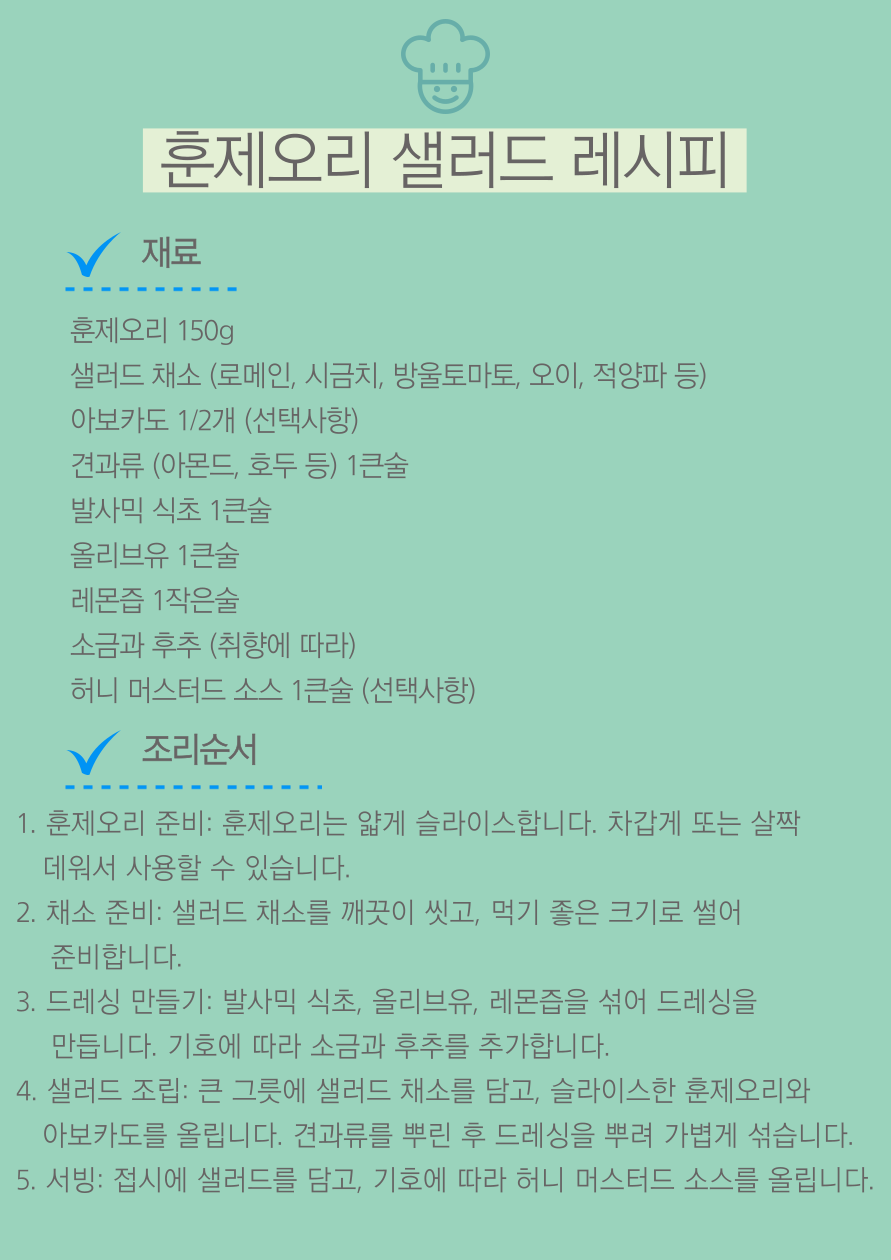 훈제오리 샐러드 레시피
재료
훈제오리 150g
샐러드 채소 (로메인, 시금치, 방울토마토, 오이, 적양파 등)
아보카도 1/2개 (선택사항)
견과류 (아몬드, 호두 등) 1큰술
발사믹 식초 1큰술
올리브유 1큰술
레몬즙 1작은술
소금과 후추 (취향에 따라)
허니 머스터드 소스 1큰술 (선택사항)
조리순서
1. 훈제오리 준비: 훈제오리는 얇게 슬라이스합니다. 차갑게 또는 살짝
데워서 사용할 수 있습니다.
2. 채소 준비: 샐러드 채소를 깨끗이 씻고, 먹기 좋은 크기로 썰어
준비합니다.
3. 드레싱 만들기: 발사믹 식초, 올리브유, 레몬즙을 섞어 드레싱을
만듭니다. 기호에 따라 소금과 후추를 추가합니다.
4. 샐러드 조립: 큰 그릇에 샐러드 채소를 담고, 슬라이스한 훈제오리와
아보카도를 올립니다. 견과류를 뿌린 후 드레싱을 뿌려 가볍게 섞습니다.
5. 서빙: 접시에 샐러드를 담고, 기호에 따라 허니 머스터드 소스를 올립니다.